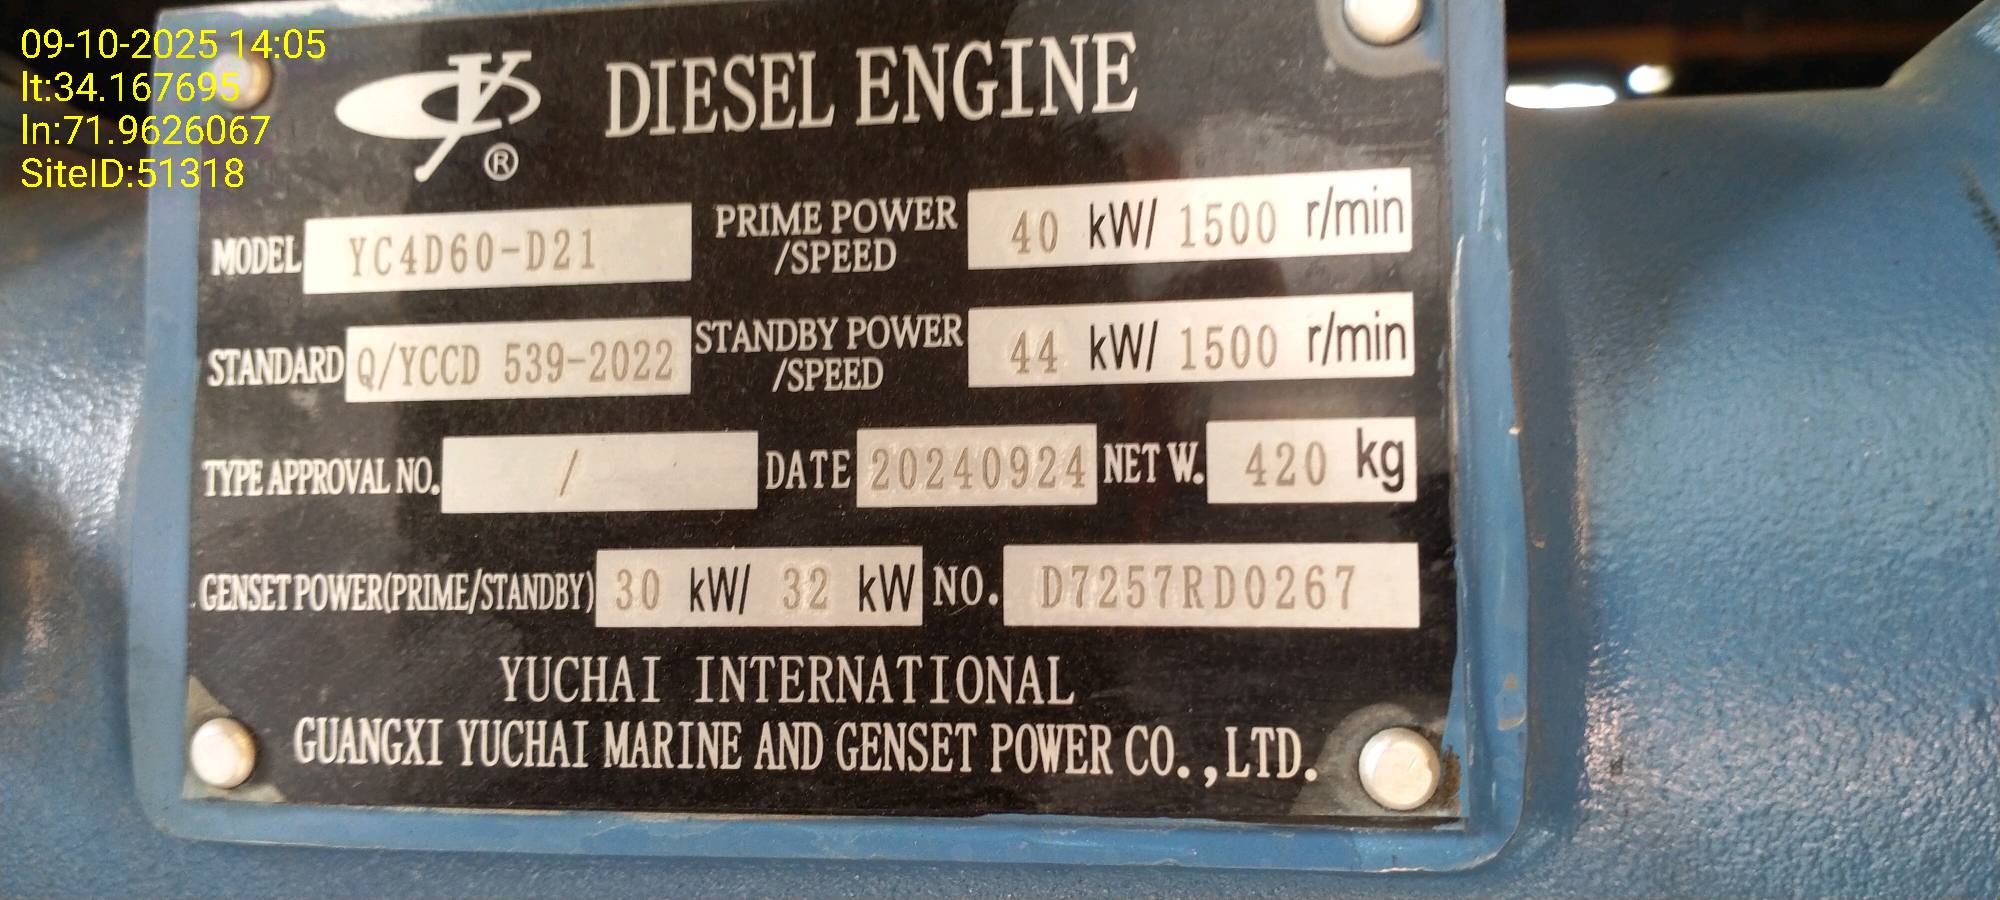 09-10-2025 14:05
lt:34.167695
ln:71.9626067
SiteID:51318
DIESEL ENGINE
®
MODEL YC4D60-D21 PRIME POWER /SPEED 40 kW/ 1500 r/min
STANDARD Q/YCCD 539-2022 STANDBY POWER /SPEED 44 kW/ 1500 r/min
TYPE APPROVAL NO. / DATE 20240924 NET W. 420 kg
GENSET POWER(PRIME/STANDBY) 30 kW/ 32 kW NO. D7257RD0267
YUCHAI INTERNATIONAL
GUANGXI YUCHAI MARINE AND GENSET POWER CO.,LTD.